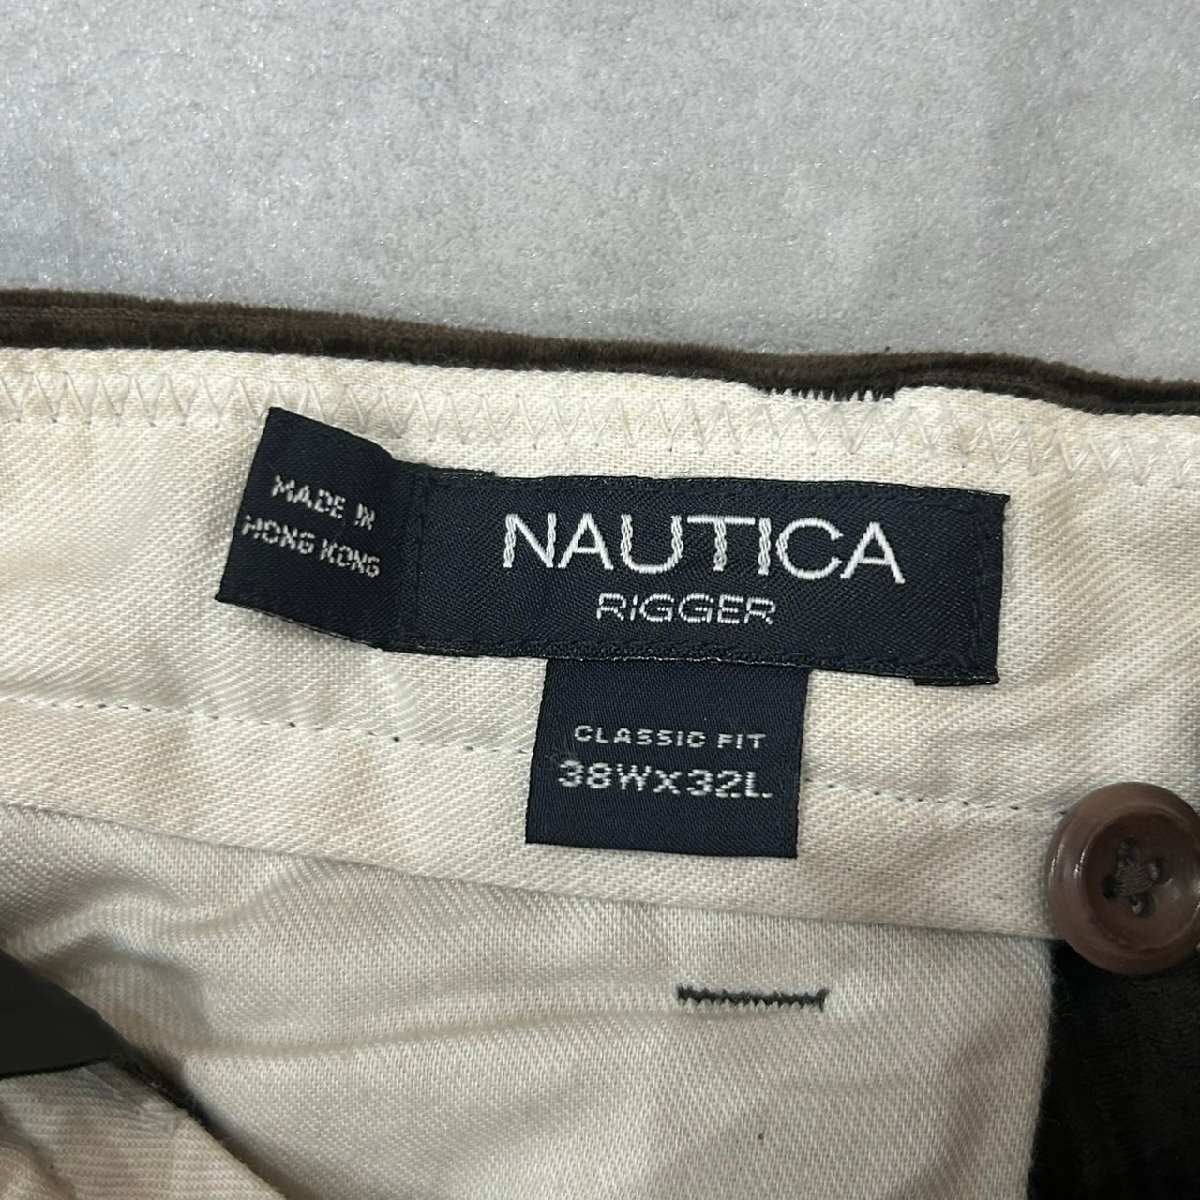 MADE IN
HONG KONG
NAUTICA
RIGGER
CLASSIC FIT
38WX32L